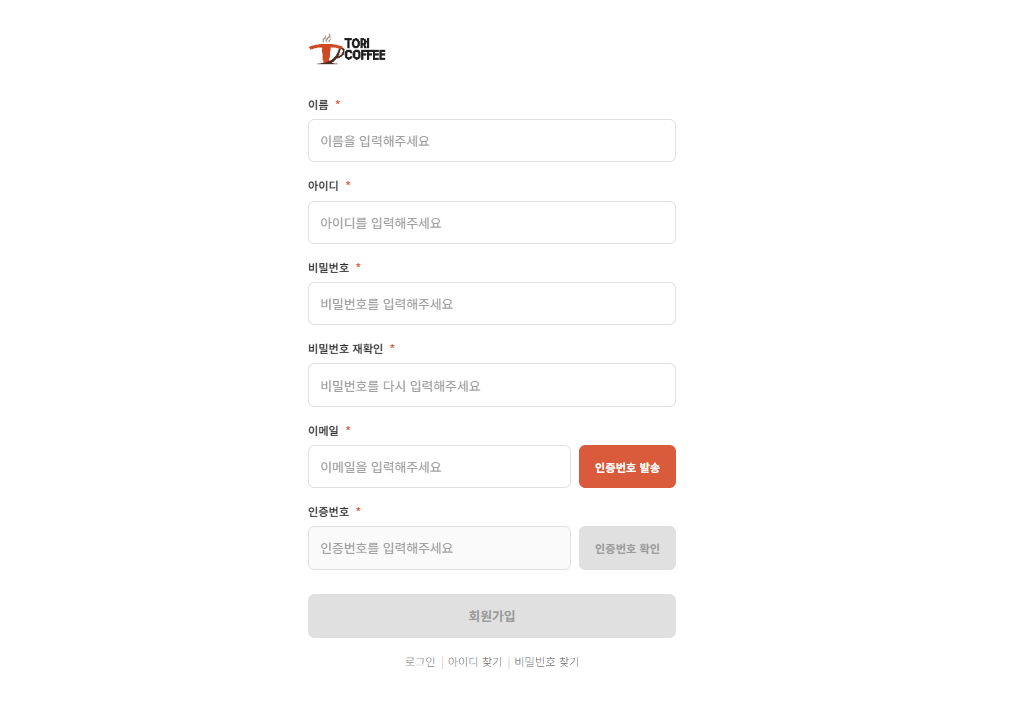 TORI
COFFEE
이름 *
이름을 입력해주세요
아이디 *
아이디를 입력해주세요
비밀번호 *
비밀번호를 입력해주세요
비밀번호 재확인 *
비밀번호를 다시 입력해주세요
이메일 *
이메일을 입력해주세요 인증번호 발송
인증번호 *
인증번호를 입력해주세요 인증번호 확인
회원가입
로그인 | 아이디 찾기 | 비밀번호 찾기